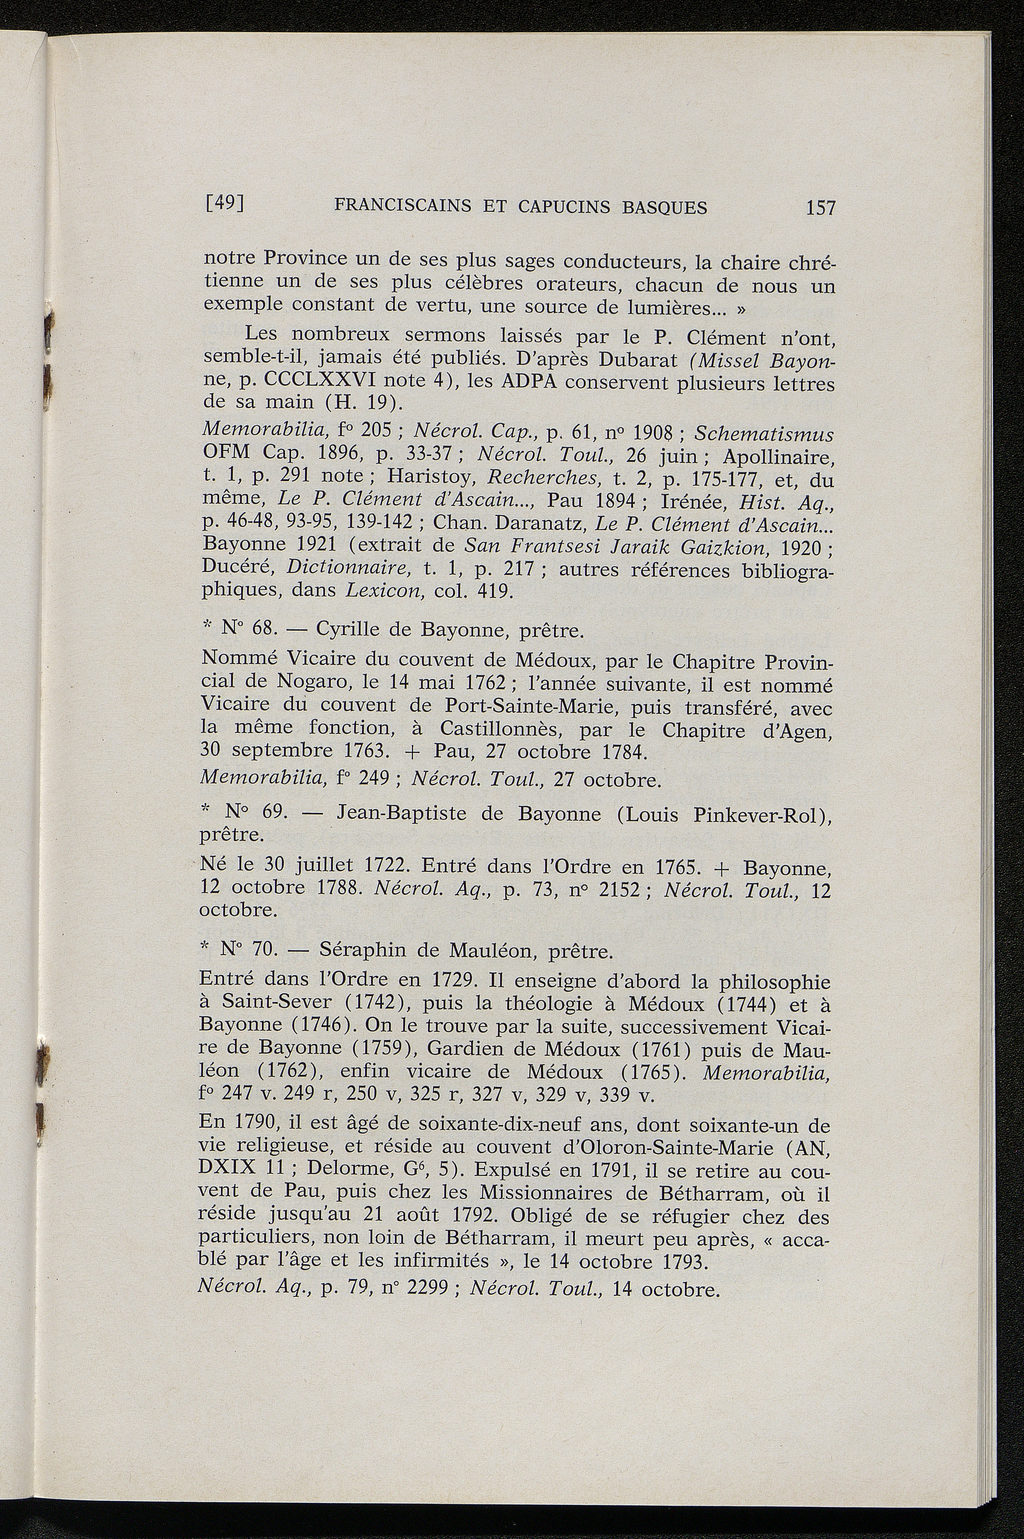 [49] FRANCISCAINS ET CAPUCINS BASQUES 157
notre Province un de ses plus sages conducteurs, la chaire chré-
tienne un de ses plus célèbres orateurs, chacun de nous un
exemple constant de vertu, une source de lumières... »
Les nombreux sermons laissés par le P. Clément n'ont,
semble-t-il, jamais été publiés. D'après Dubarat (Missel Bayon-
ne, p. CCCLXXVI note 4), les ADPA conservent plusieurs lettres
de sa main (H. 19).
Memorabilia, f° 205 ; Nécrol. Cap., p. 61, n° 1908 ; Schematismus
OFM Cap. 1896, p. 33-37 ; Nécrol. Toul., 26 juin ; Apollinaire,
t. 1, p. 291 note ; Haristoy, Recherches, t. 2, p. 175-177, et, du
même, Le P. Clément d'Ascain..., Pau 1894 ; Irénée, Hist. Aq.,
p. 46-48, 93-95, 139-142 ; Chan. Daranatz, Le P. Clément d'Ascain...
Bayonne 1921 (extrait de San Frantsesi Jaraik Gaizkion, 1920 ;
Ducéré, Dictionnaire, t. 1, p. 217 ; autres références bibliogra-
phiques, dans Lexicon, col. 419.
* N° 68. — Cyrille de Bayonne, prêtre.
Nommé Vicaire du couvent de Médoux, par le Chapitre Provin-
cial de Nogaro, le 14 mai 1762 ; l'année suivante, il est nommé
Vicaire du couvent de Port-Sainte-Marie, puis transféré, avec
la même fonction, à Castillonnès, par le Chapitre d'Agen,
30 septembre 1763. + Pau, 27 octobre 1784.
Memorabilia, f° 249 ; Nécrol. Toul., 27 octobre.
* N° 69. — Jean-Baptiste de Bayonne (Louis Pinkever-Rol),
prêtre.
Né le 30 juillet 1722. Entré dans l'Ordre en 1765. + Bayonne,
12 octobre 1788. Nécrol. Aq., p. 73, n° 2152 ; Nécrol. Toul., 12
octobre.
* N° 70. — Séraphin de Mauléon, prêtre.
Entré dans l'Ordre en 1729. Il enseigne d'abord la philosophie
à Saint-Sever (1742), puis la théologie à Médoux (1744) et à
Bayonne (1746). On le trouve par la suite, successivement Vicai-
re de Bayonne (1759), Gardien de Médoux (1761) puis de Mau-
léon (1762), enfin vicaire de Médoux (1765). Memorabilia,
f° 247 v. 249 r, 250 v, 325 r, 327 v, 329 v, 339 v.
En 1790, il est âgé de soixante-dix-neuf ans, dont soixante-un de
vie religieuse, et réside au couvent d'Oloron-Sainte-Marie (AN,
DXIX 11 ; Delorme, G⁶, 5). Expulsé en 1791, il se retire au cou-
vent de Pau, puis chez les Missionnaires de Bétharram, où il
réside jusqu'au 21 août 1792. Obligé de se réfugier chez des
particuliers, non loin de Bétharram, il meurt peu après, « acca-
blé par l'âge et les infirmités », le 14 octobre 1793.
Nécrol. Aq., p. 79, n° 2299 ; Nécrol. Toul., 14 octobre.